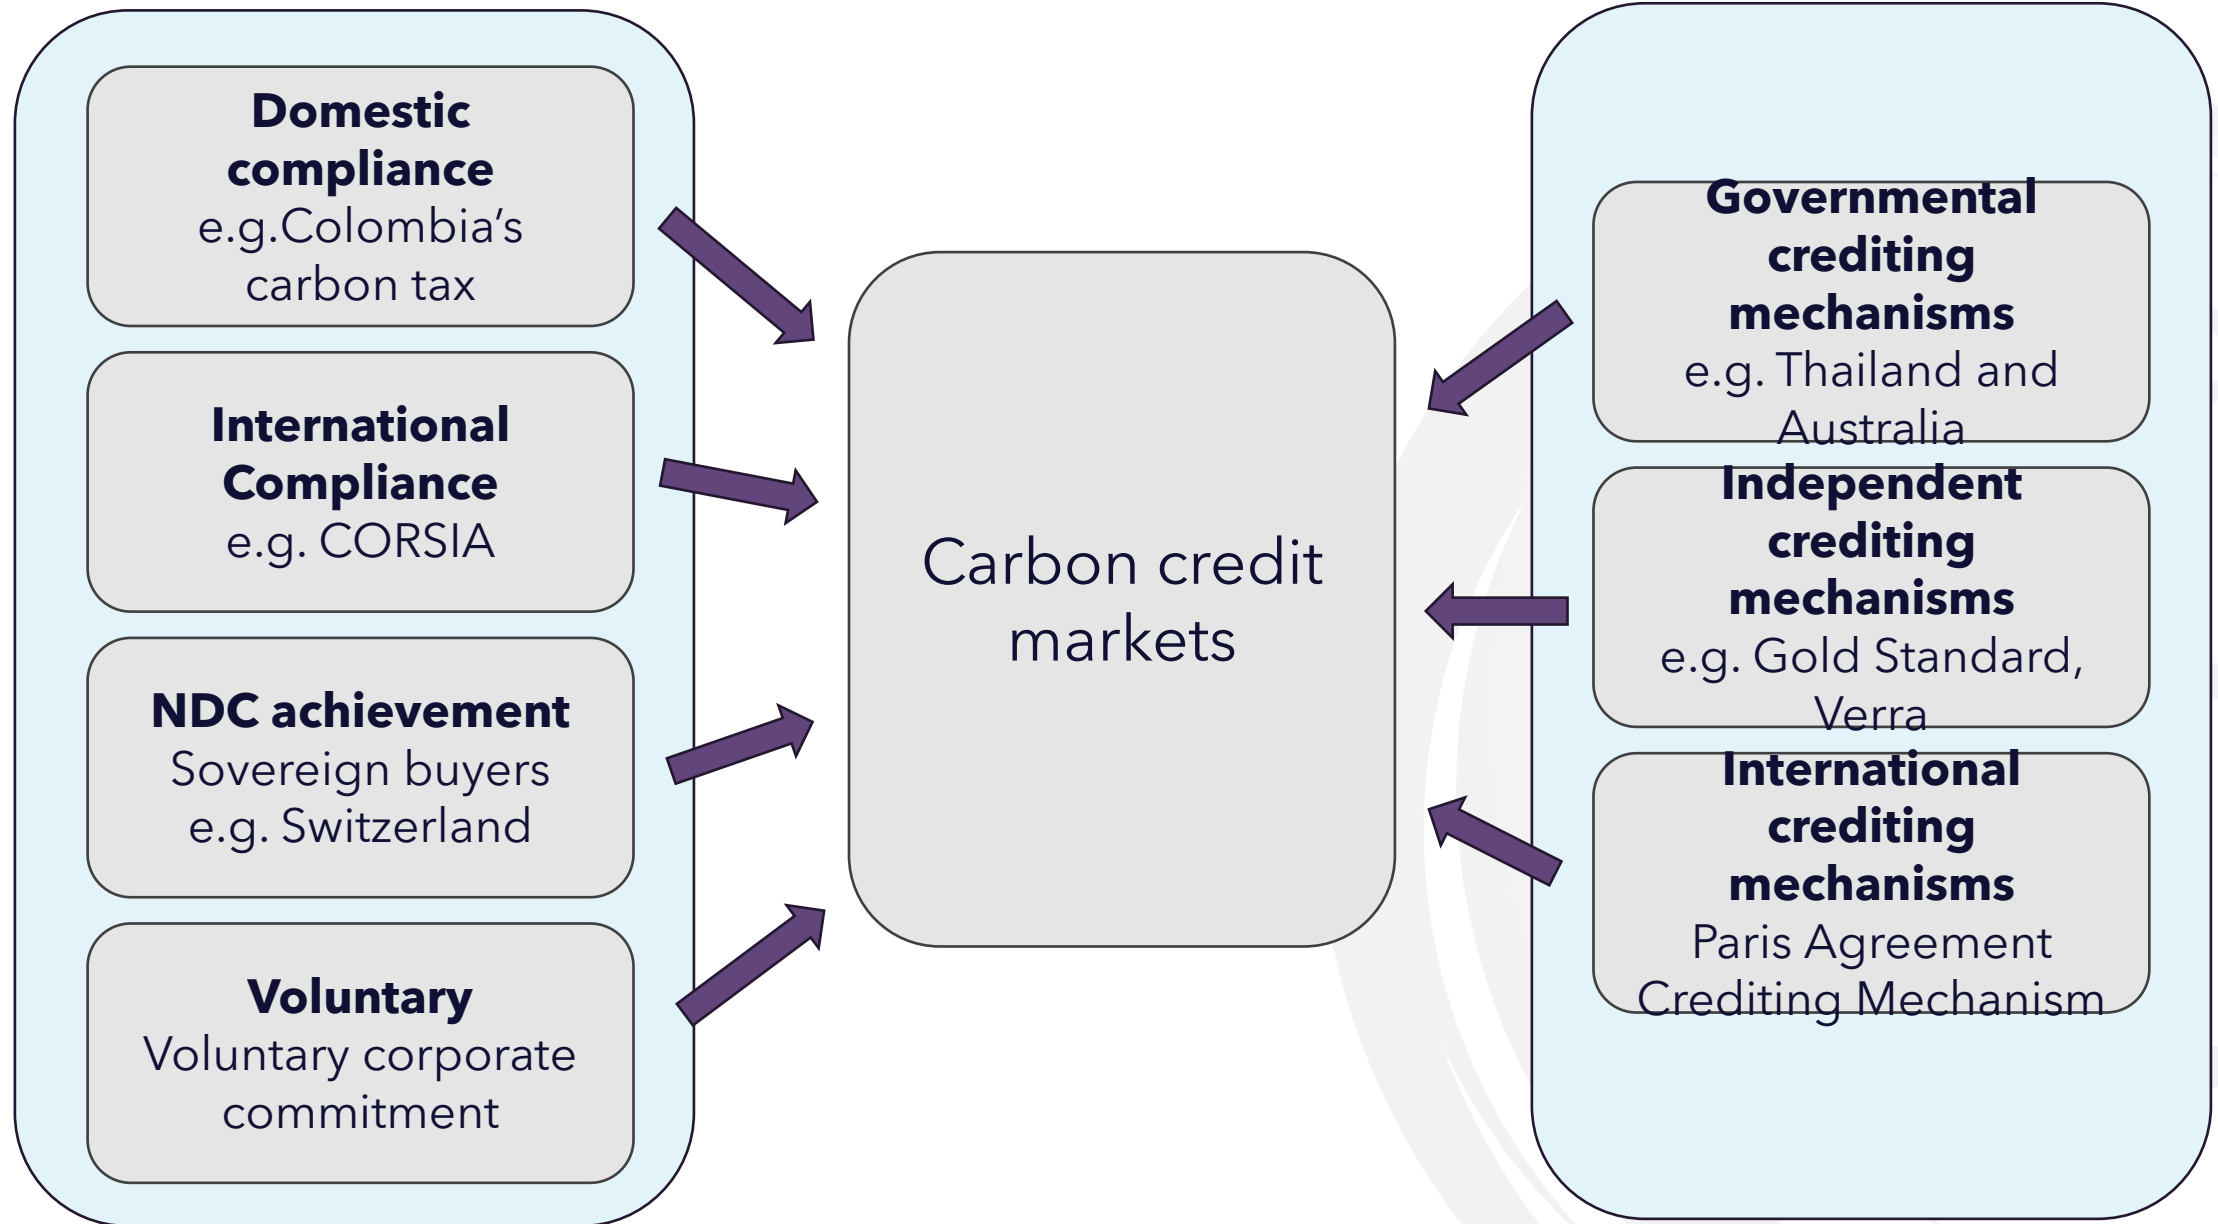 Domestic
compliance
e.g.Colombia’s
carbon tax
International
Compliance
e.g. CORSIA
NDC achievement
Sovereign buyers
e.g. Switzerland
Voluntary
Voluntary corporate
commitment
Carbon credit
markets
Governmental
crediting
mechanisms
e.g. Thailand and
Australia
Independent
crediting
mechanisms
e.g. Gold Standard,
Verra
International
crediting
mechanisms
Paris Agreement
Crediting Mechanism